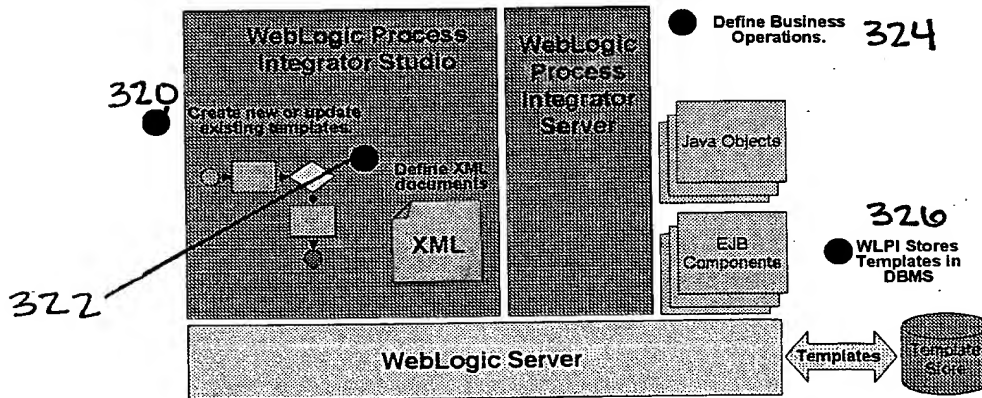 WebLogic Process
Integrator Studio
320
Create new or update
existing templates.
Define XML
documents
XML
322
WebLogic
Process
Integrator
Server
Define Business
Operations.
324
Java Objects
EJB
Components
326
WLPI Stores
Templates in
DBMS
WebLogic Server
Templates
Template
Store